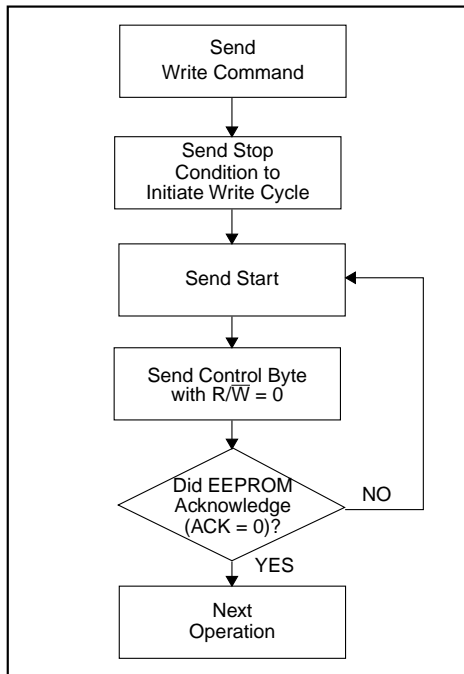 Send
Write Command
Send Stop
Condition to
Initiate Write Cycle
Send Start
Send Control Byte
with R/W̅ = 0
Did EEPROM
Acknowledge
(ACK = 0)?
NO
YES
Next
Operation